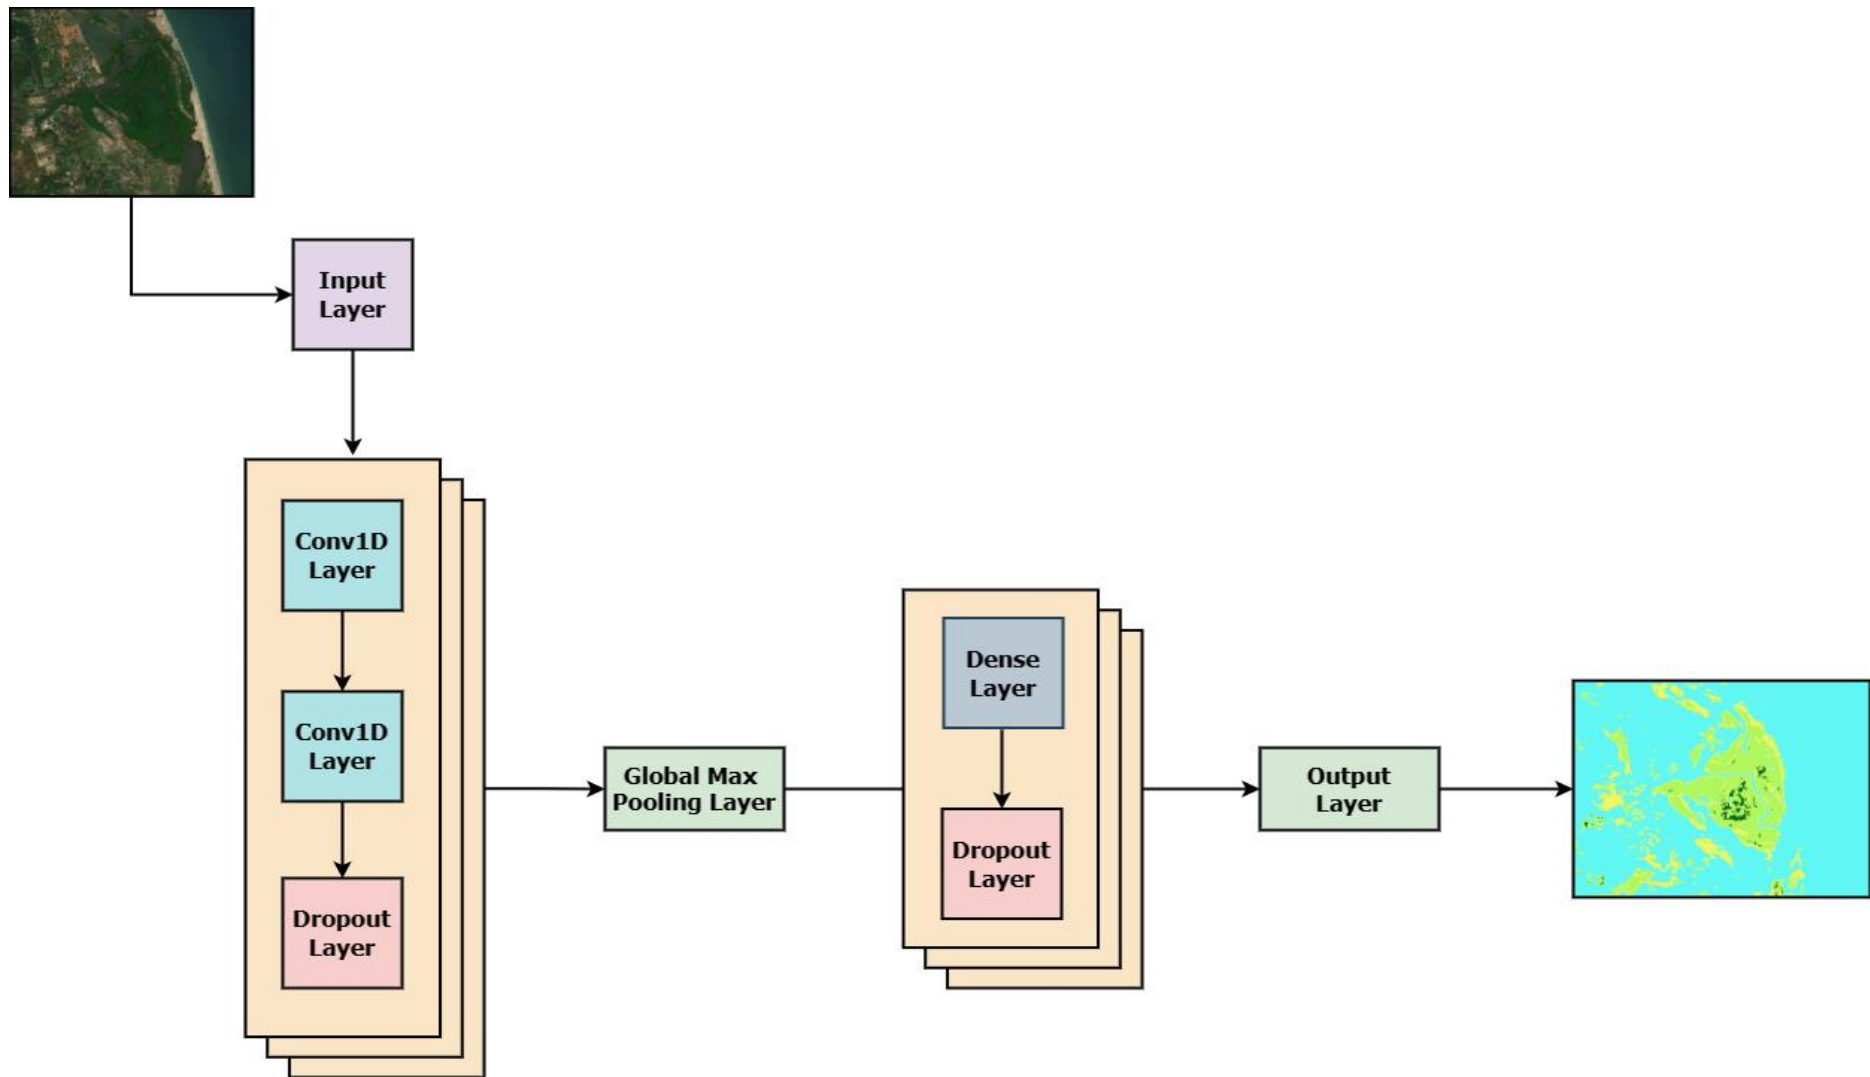 Input
Layer
Conv1D
Layer
Conv1D
Layer
Dropout
Layer
Global Max
Pooling Layer
Dense
Layer
Dropout
Layer
Output
Layer